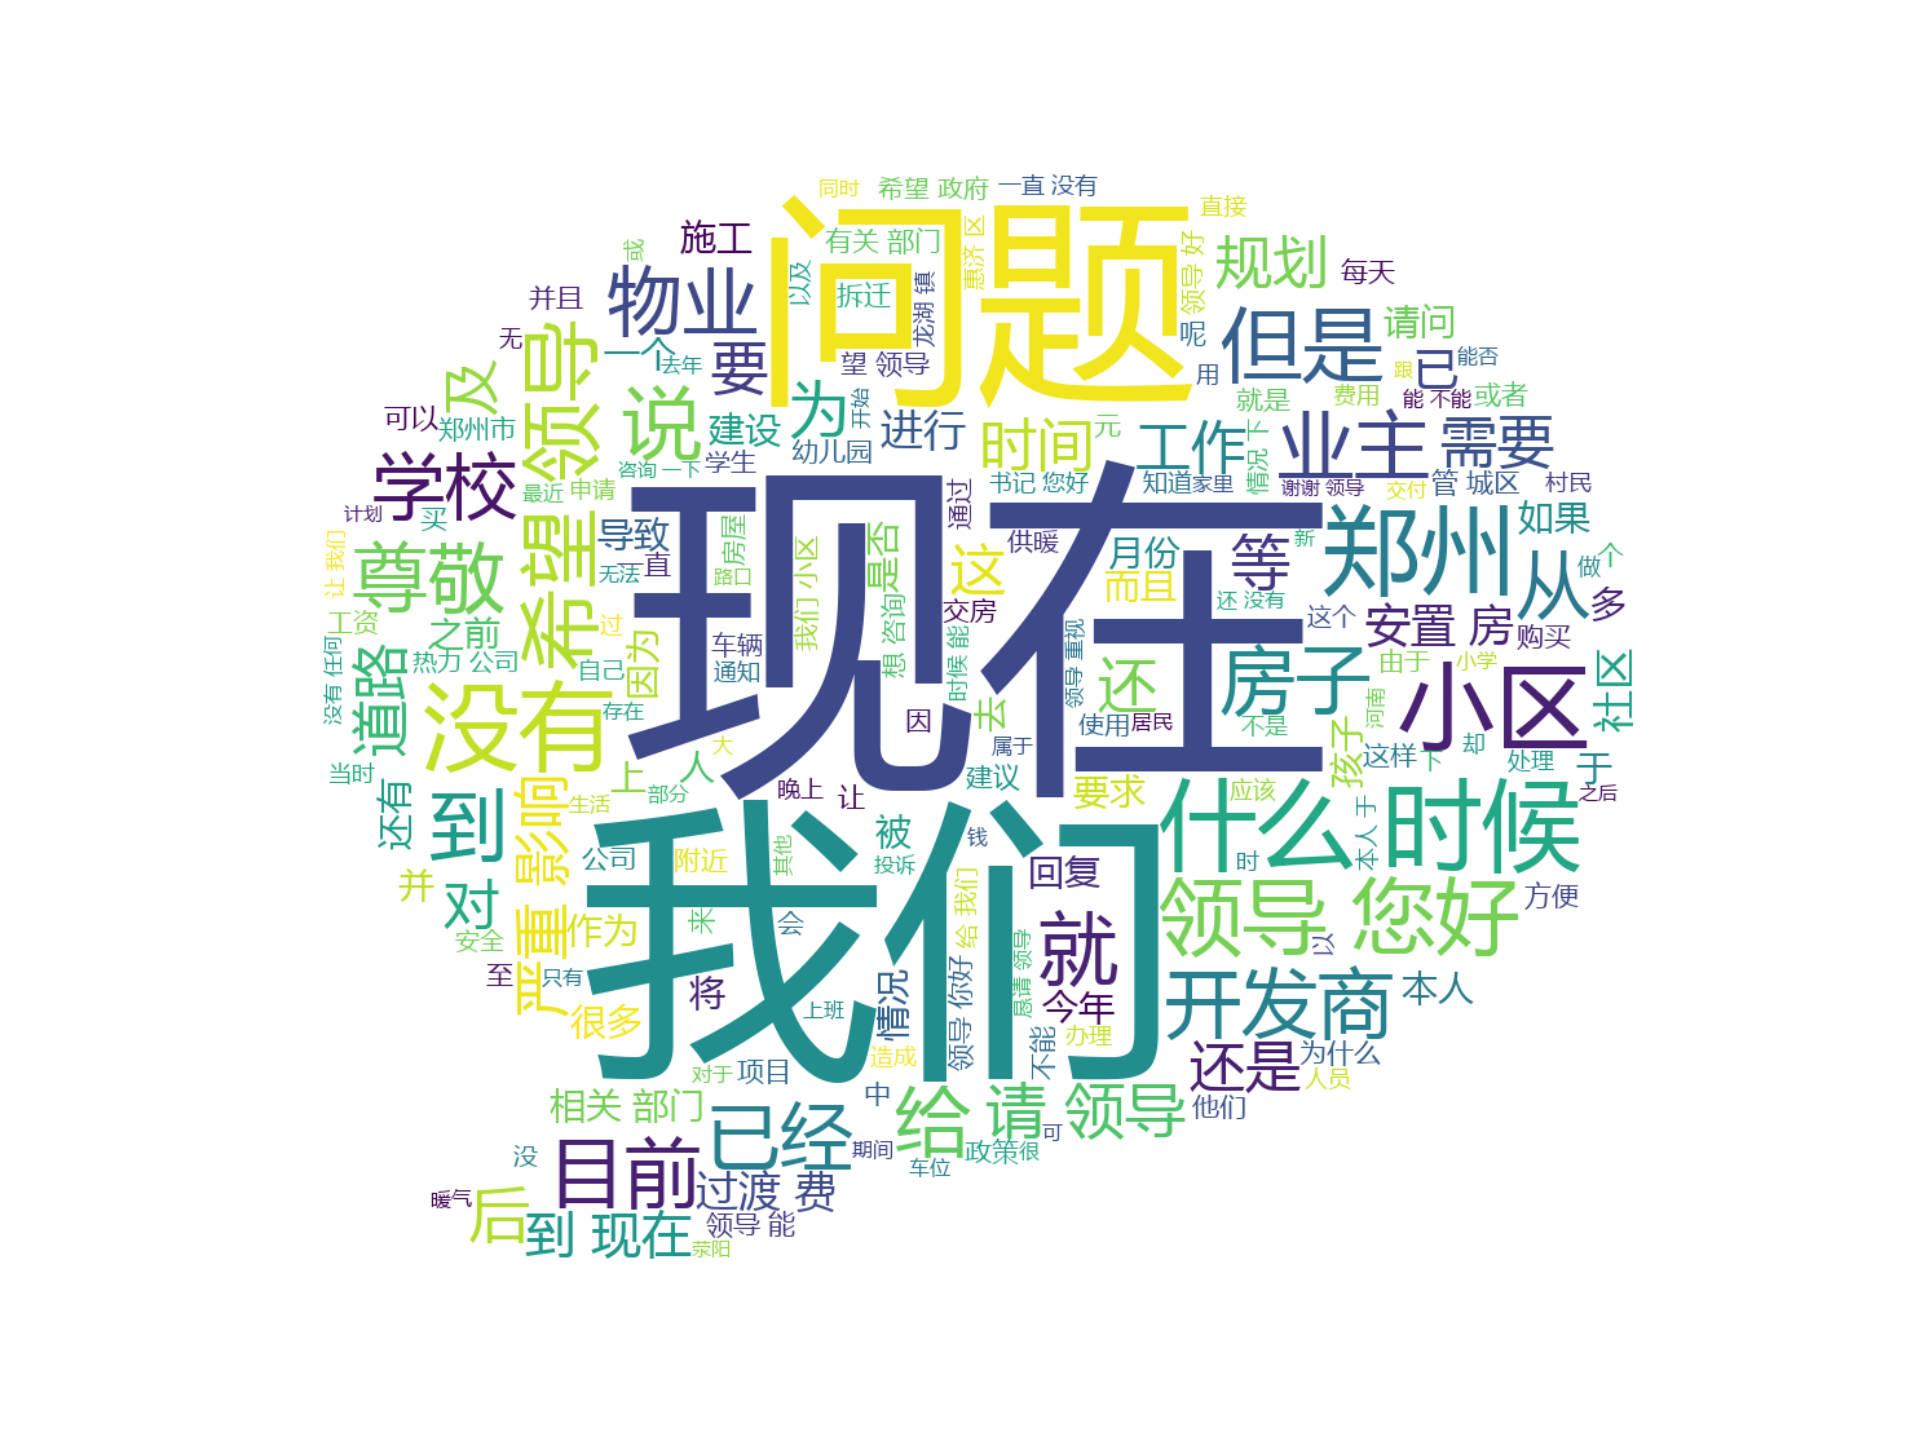 同时
希望 政府
一直 没有
直接
施工
或
有关 部门
惠济 区
领导 好
规划
每天
问题
并且
物业
以及
拆迁
龙湖 镇
但是
请问
无
希望 领导
一个
去年
要
望 领导
呢
用
已
能否
跟
及
可以
郑州市
说
建设
为
开始
进行
时间
元
就是
费用
能 不能
或者
学校
咨询 一下
学生
幼儿园
工作
情况 下
业主
需要
计划
最近
申请
买
书记 您好
知道
家里
谢谢 领导
交付
管 城区
村民
让 我们
尊敬
导致
一直
无法
房屋
路口
现在
我们 小区
是否
通过
这
供暖
月份
而且
等
新
郑州
如果
从
做
个
多
工资
之前
过
车辆
想 咨询
交房
还 没有
这个
安置 房
购买
没有 任何
道路
热力 公司
自己
因为
通知
时候 能
领导 重视
还
房子
由于
小学
小区
社区
没有
存在
因
去
使用
居民
不是
河南
当时
大
属于
孩子
这样
下
却
处理
于
还有
到
严重 影响
上
人
生活
部分
晚上
让
建议
要求
应该
什么 时候
之后
公司
附近
其他
被
投诉
钱
我们
时
本人 于
并
对
作为
回复
就
领导 您好
方便
安全
来
会
给 我们
恳请 领导
以
至
只有
将
情况
领导 你好
今年
开发商
本人
很多
上班
不能
办理
造成
还是
为什么
人员
对于
项目
相关 部门
已经
中
给
请 领导
他们
没
目前
期间
车位
政策
很
可
暖气
后
过渡 费
到 现在
领导 能
荥阳